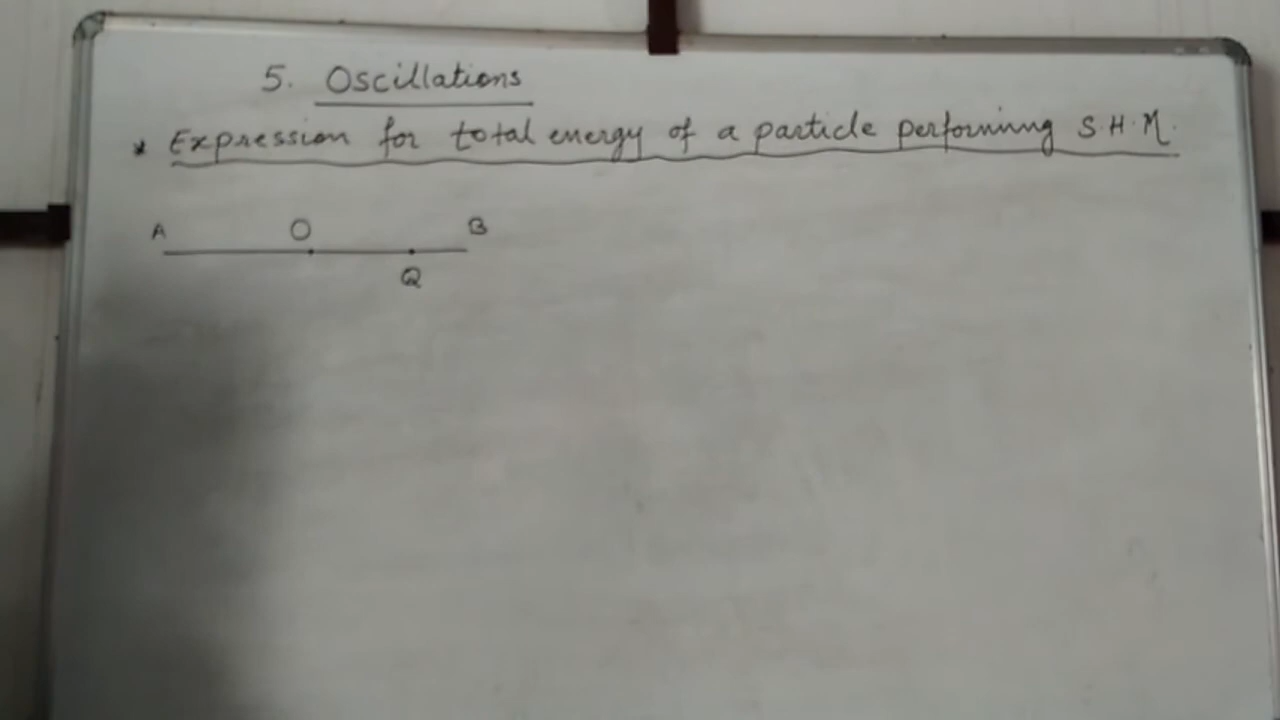 5. Oscillations
* Expression for total energy of a particle performing S.H.M.
A O B
Q